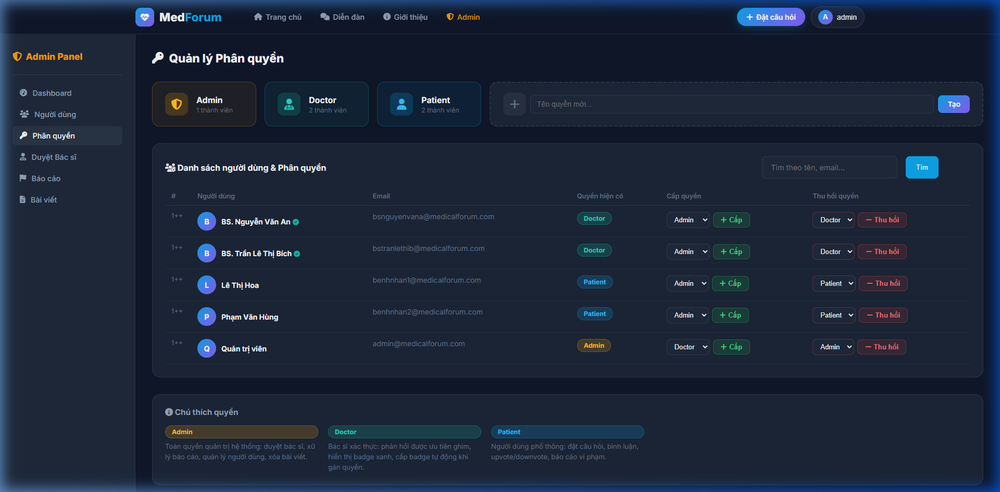 MedForum
Trang chủ
Diễn đàn
Giới thiệu
Admin
+ Đặt câu hỏi
A admin
Admin Panel
Dashboard
Người dùng
Phân quyền
Duyệt Bác sĩ
Báo cáo
Bài viết
Quản lý Phân quyền
Admin
1 thành viên
Doctor
2 thành viên
Patient
2 thành viên
+ Tên quyền mới... Tạo
Danh sách người dùng & Phân quyền
Tìm theo tên, email... Tìm
# Người dùng Email Quyền hiện có Cấp quyền Thu hồi quyền
1++ B BS. Nguyễn Văn An bsnguyenvana@medicalforum.com Doctor Admin + Cấp Doctor − Thu hồi
1++ B BS. Trần Lê Thị Bích bstranlethib@medicalforum.com Doctor Admin + Cấp Doctor − Thu hồi
1++ L Lê Thị Hoa benhnhan1@medicalforum.com Patient Admin + Cấp Patient − Thu hồi
1++ P Phạm Văn Hùng benhnhan2@medicalforum.com Patient Admin + Cấp Patient − Thu hồi
1++ Q Quản trị viên admin@medicalforum.com Admin Doctor + Cấp Admin − Thu hồi
Chú thích quyền
Admin
Toàn quyền quản trị hệ thống: duyệt bác sĩ, xử
lý báo cáo, quản lý người dùng, xóa bài viết.
Doctor
Bác sĩ xác thực: phản hồi được ưu tiên ghim,
hiển thị badge xanh, cấp badge tự động khi
gán quyền.
Patient
Người dùng phổ thông: đặt câu hỏi, bình luận,
upvote/downvote, báo cáo vi phạm.